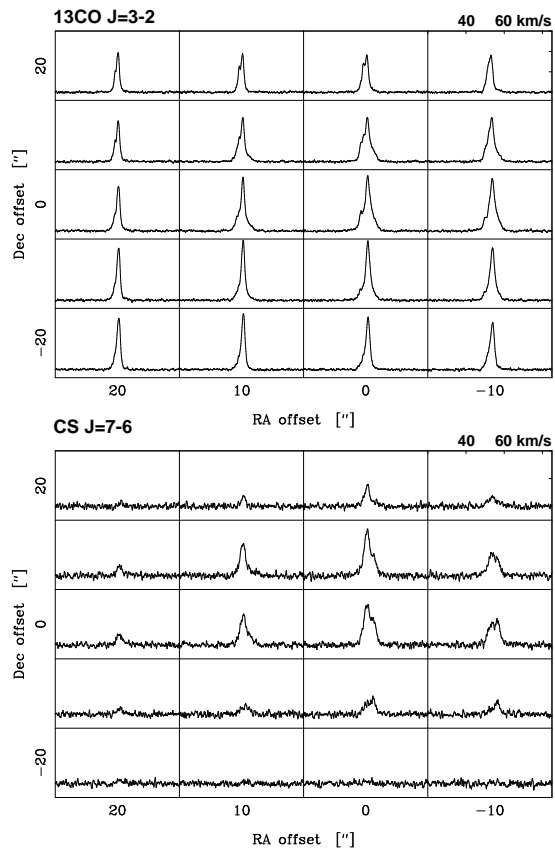 13CO J=3-2
40 60 km/s
20
0
−20
Dec offset ["]
20 10 0 −10
RA offset ["]
CS J=7-6
40 60 km/s
20
0
−20
Dec offset ["]
20 10 0 −10
RA offset ["]